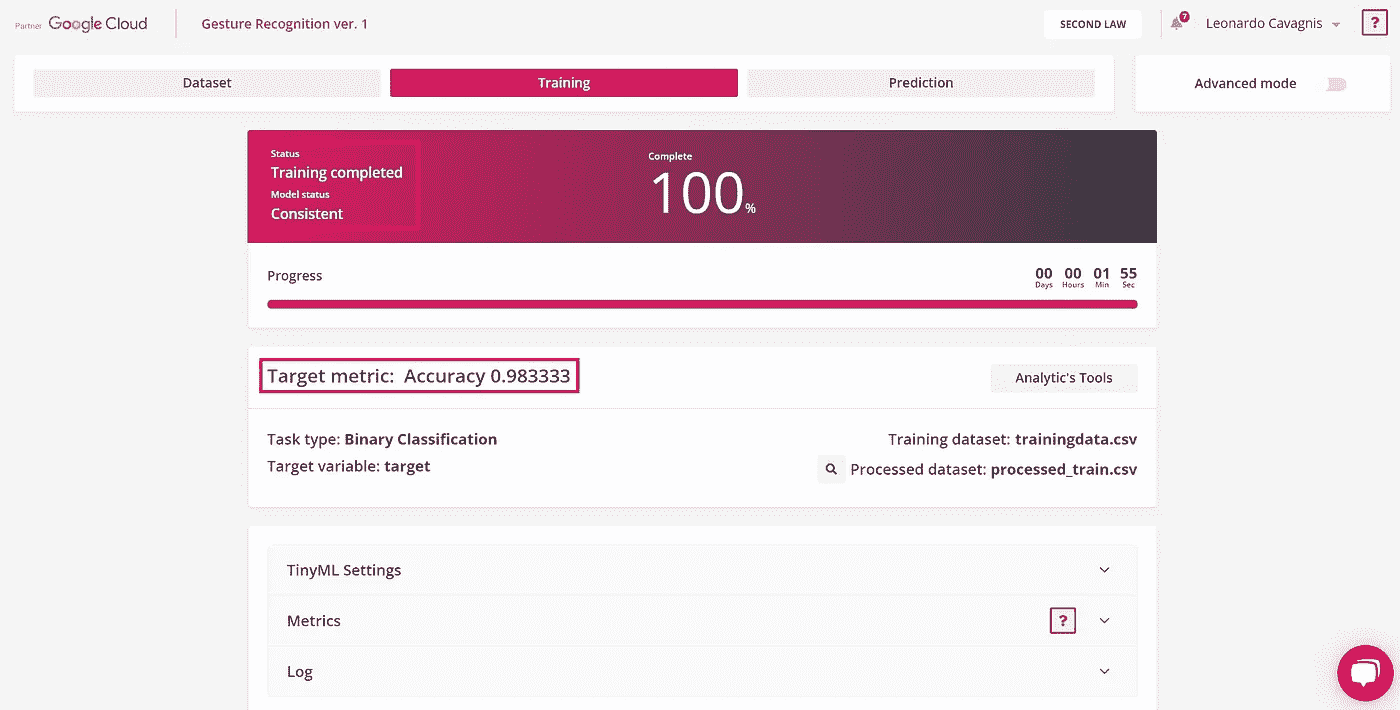 Partner Google Cloud Gesture Recognition ver. 1 SECOND LAW 7 Leonardo Cavagnis ?
Dataset Training Prediction Advanced mode
Status
Training completed
Model status
Consistent
Complete
100%
Progress
00 00 01 55
Days Hours Min Sec
Target metric: Accuracy 0.983333 Analytic's Tools
Task type: Binary Classification Training dataset: trainingdata.csv
Target variable: target Processed dataset: processed_train.csv
TinyML Settings
Metrics ?
Log